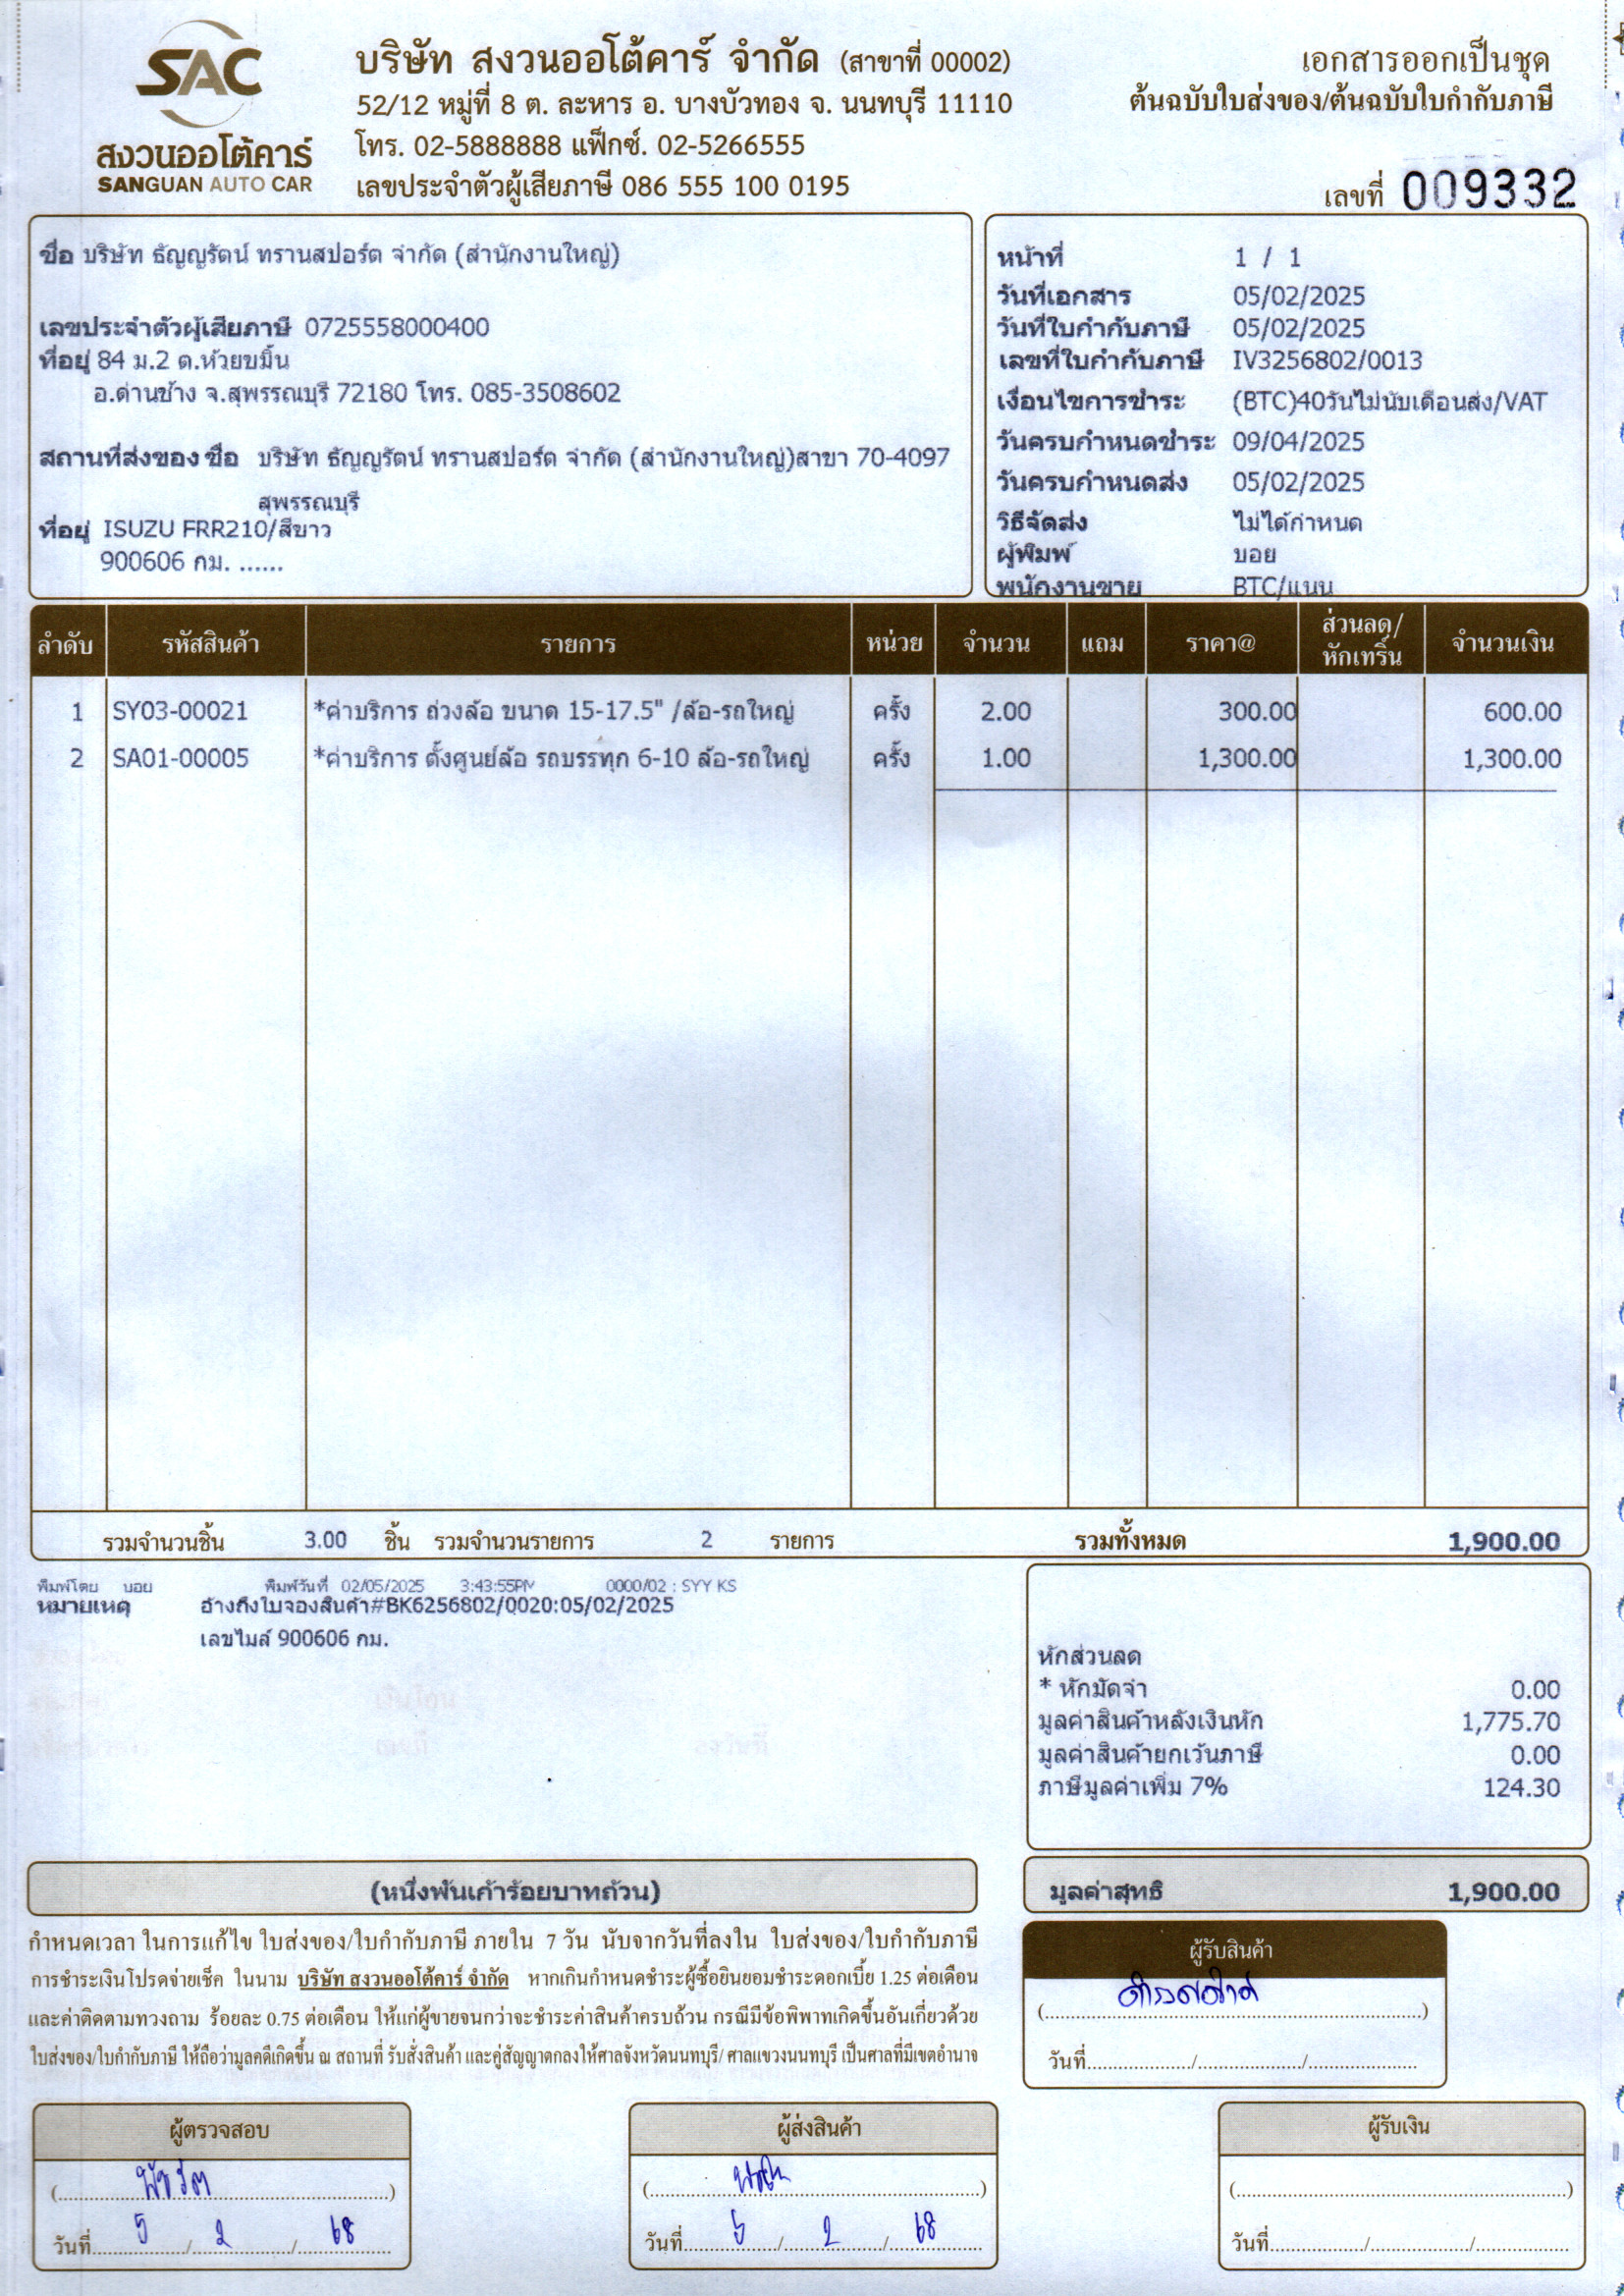 SAC
สงวนออโต้คาร์
SANGUAN AUTO CAR
บริษัท สงวนออโต้คาร์ จำกัด (สาขาที่ 00002)
52/12 หมู่ที่ 8 ต. ละหาร อ. บางบัวทอง จ. นนทบุรี 11110
โทร. 02-5888888 แฟ็กซ์. 02-5266555
เลขประจำตัวผู้เสียภาษี 086 555 100 0195
เอกสารออกเป็นชุด
ต้นฉบับใบส่งของ/ต้นฉบับใบกำกับภาษี
เลขที่ 009332
ชื่อ บริษัท ธัญญรัตน์ ทรานสปอร์ต จำกัด (สำนักงานใหญ่)
เลขประจำตัวผู้เสียภาษี 0725558000400
ที่อยู่ 84 ม.2 ต.ห้วยขมิ้น
อ.ด่านช้าง จ.สุพรรณบุรี 72180 โทร. 085-3508602
สถานที่ส่งของ ชื่อ บริษัท ธัญญรัตน์ ทรานสปอร์ต จำกัด (สำนักงานใหญ่)สาขา 70-4097
สุพรรณบุรี
ที่อยู่ ISUZU FRR210/สีขาว
900606 กม. ......
หน้าที่ 1 / 1
วันที่เอกสาร 05/02/2025
วันที่ใบกำกับภาษี 05/02/2025
เลขที่ใบกำกับภาษี IV3256802/0013
เงื่อนไขการชำระ (BTC)40วันไม่นับเดือนส่ง/VAT
วันครบกำหนดชำระ 09/04/2025
วันครบกำหนดส่ง 05/02/2025
วิธีจัดส่ง ไม่ได้กำหนด
ผู้พิมพ์ บอย
พนักงานขาย BTC/แนน
ลำดับ รหัสสินค้า รายการ หน่วย จำนวน แถม ราคา@ ส่วนลด/หักเทริ์น จำนวนเงิน
1 SY03-00021 *ค่าบริการ ถ่วงล้อ ขนาด 15-17.5" /ล้อ-รถใหญ่ ครั้ง 2.00 300.00 600.00
2 SA01-00005 *ค่าบริการ ตั้งศูนย์ล้อ รถบรรทุก 6-10 ล้อ-รถใหญ่ ครั้ง 1.00 1,300.00 1,300.00
รวมจำนวนชิ้น 3.00 ชิ้น รวมจำนวนรายการ 2 รายการ รวมทั้งหมด 1,900.00
พิมพ์โดย บอย พิมพ์วันที่ 02/05/2025 3:43:55PM 0000/02 : SYY KS
หมายเหตุ อ้างถึงใบจองสินค้า#BK6256802/0020:05/02/2025
เลขไมล์ 900606 กม.
หักส่วนลด
* หักมัดจำ 0.00
มูลค่าสินค้าหลังเงินหัก 1,775.70
มูลค่าสินค้ายกเว้นภาษี 0.00
ภาษีมูลค่าเพิ่ม 7% 124.30
(หนึ่งพันเก้าร้อยบาทถ้วน)
มูลค่าสุทธิ 1,900.00
กำหนดเวลา ในการแก้ไข ใบส่งของ/ใบกำกับภาษี ภายใน 7 วัน นับจากวันที่ลงใน ใบส่งของ/ใบกำกับภาษี
การชำระเงินโปรดจ่ายเช็ค ในนาม บริษัท สงวนออโต้คาร์ จำกัด หากเกินกำหนดชำระผู้ซื้อยินยอมชำระดอกเบี้ย 1.25 ต่อเดือน
และค่าติดตามทวงถาม ร้อยละ 0.75 ต่อเดือน ให้แก่ผู้ขายจนกว่าจะชำระค่าสินค้าครบถ้วน กรณีมีข้อพิพาทเกิดขึ้นอันเกี่ยวด้วย
ใบส่งของ/ใบกำกับภาษี ให้ถือว่ามูลคดีเกิดขึ้น ณ สถานที่ รับสั่งสินค้า และคู่สัญญาตกลงให้ศาลจังหวัดนนทบุรี/ ศาลแขวงนนทบุรี เป็นศาลที่มีเขตอำนาจ
ผู้รับสินค้า
วันที่......../......../........
ผู้ตรวจสอบ
วันที่ 5 / 2 / 68
ผู้ส่งสินค้า
วันที่ 5 / 2 / 68
ผู้รับเงิน
วันที่......../......../........